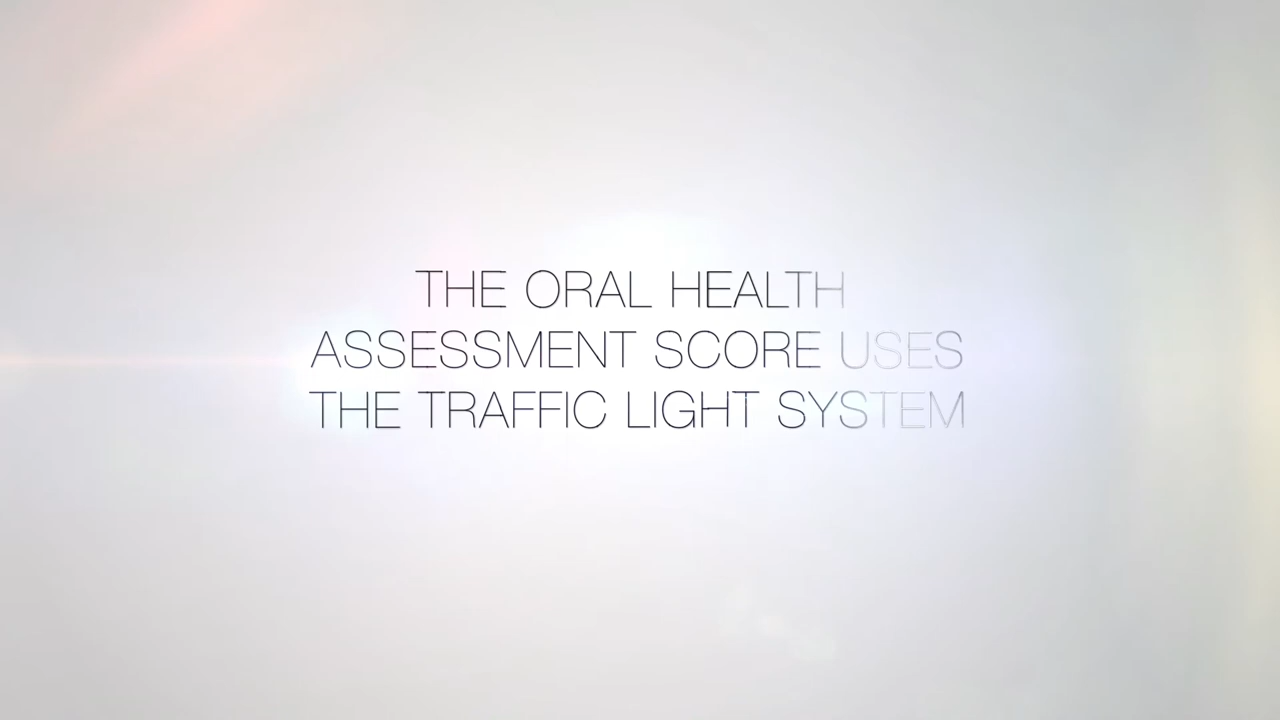 THE ORAL HEALTH
ASSESSMENT SCORE USES
THE TRAFFIC LIGHT SYSTEM